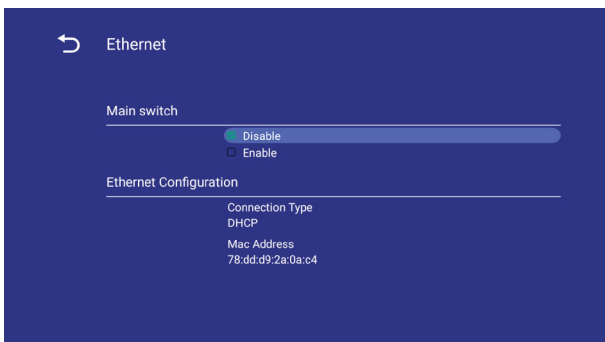 Ethernet
Main switch
Disable
Enable
Ethernet Configuration
Connection Type
DHCP
Mac Address
78:dd:d9:2a:0a:c4